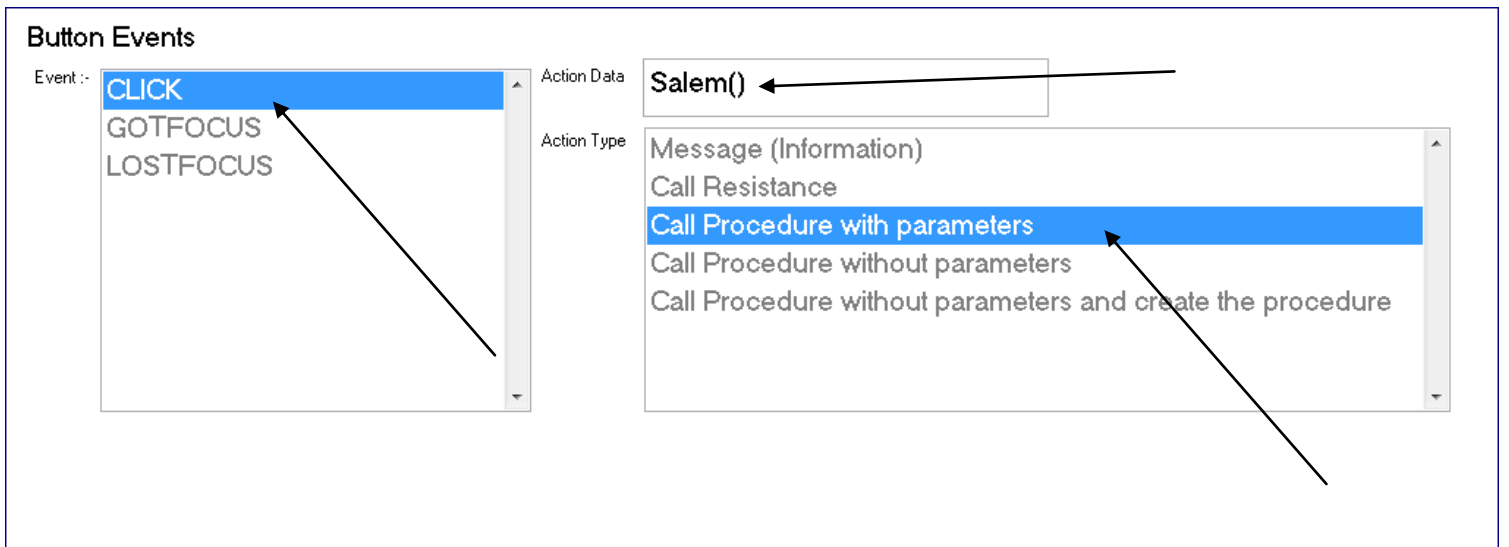 Button Events
Event :-
CLICK
GOTFOCUS
LOSTFOCUS
Action Data
Salem()
Action Type
Message (Information)
Call Resistance
Call Procedure with parameters
Call Procedure without parameters
Call Procedure without parameters and create the procedure